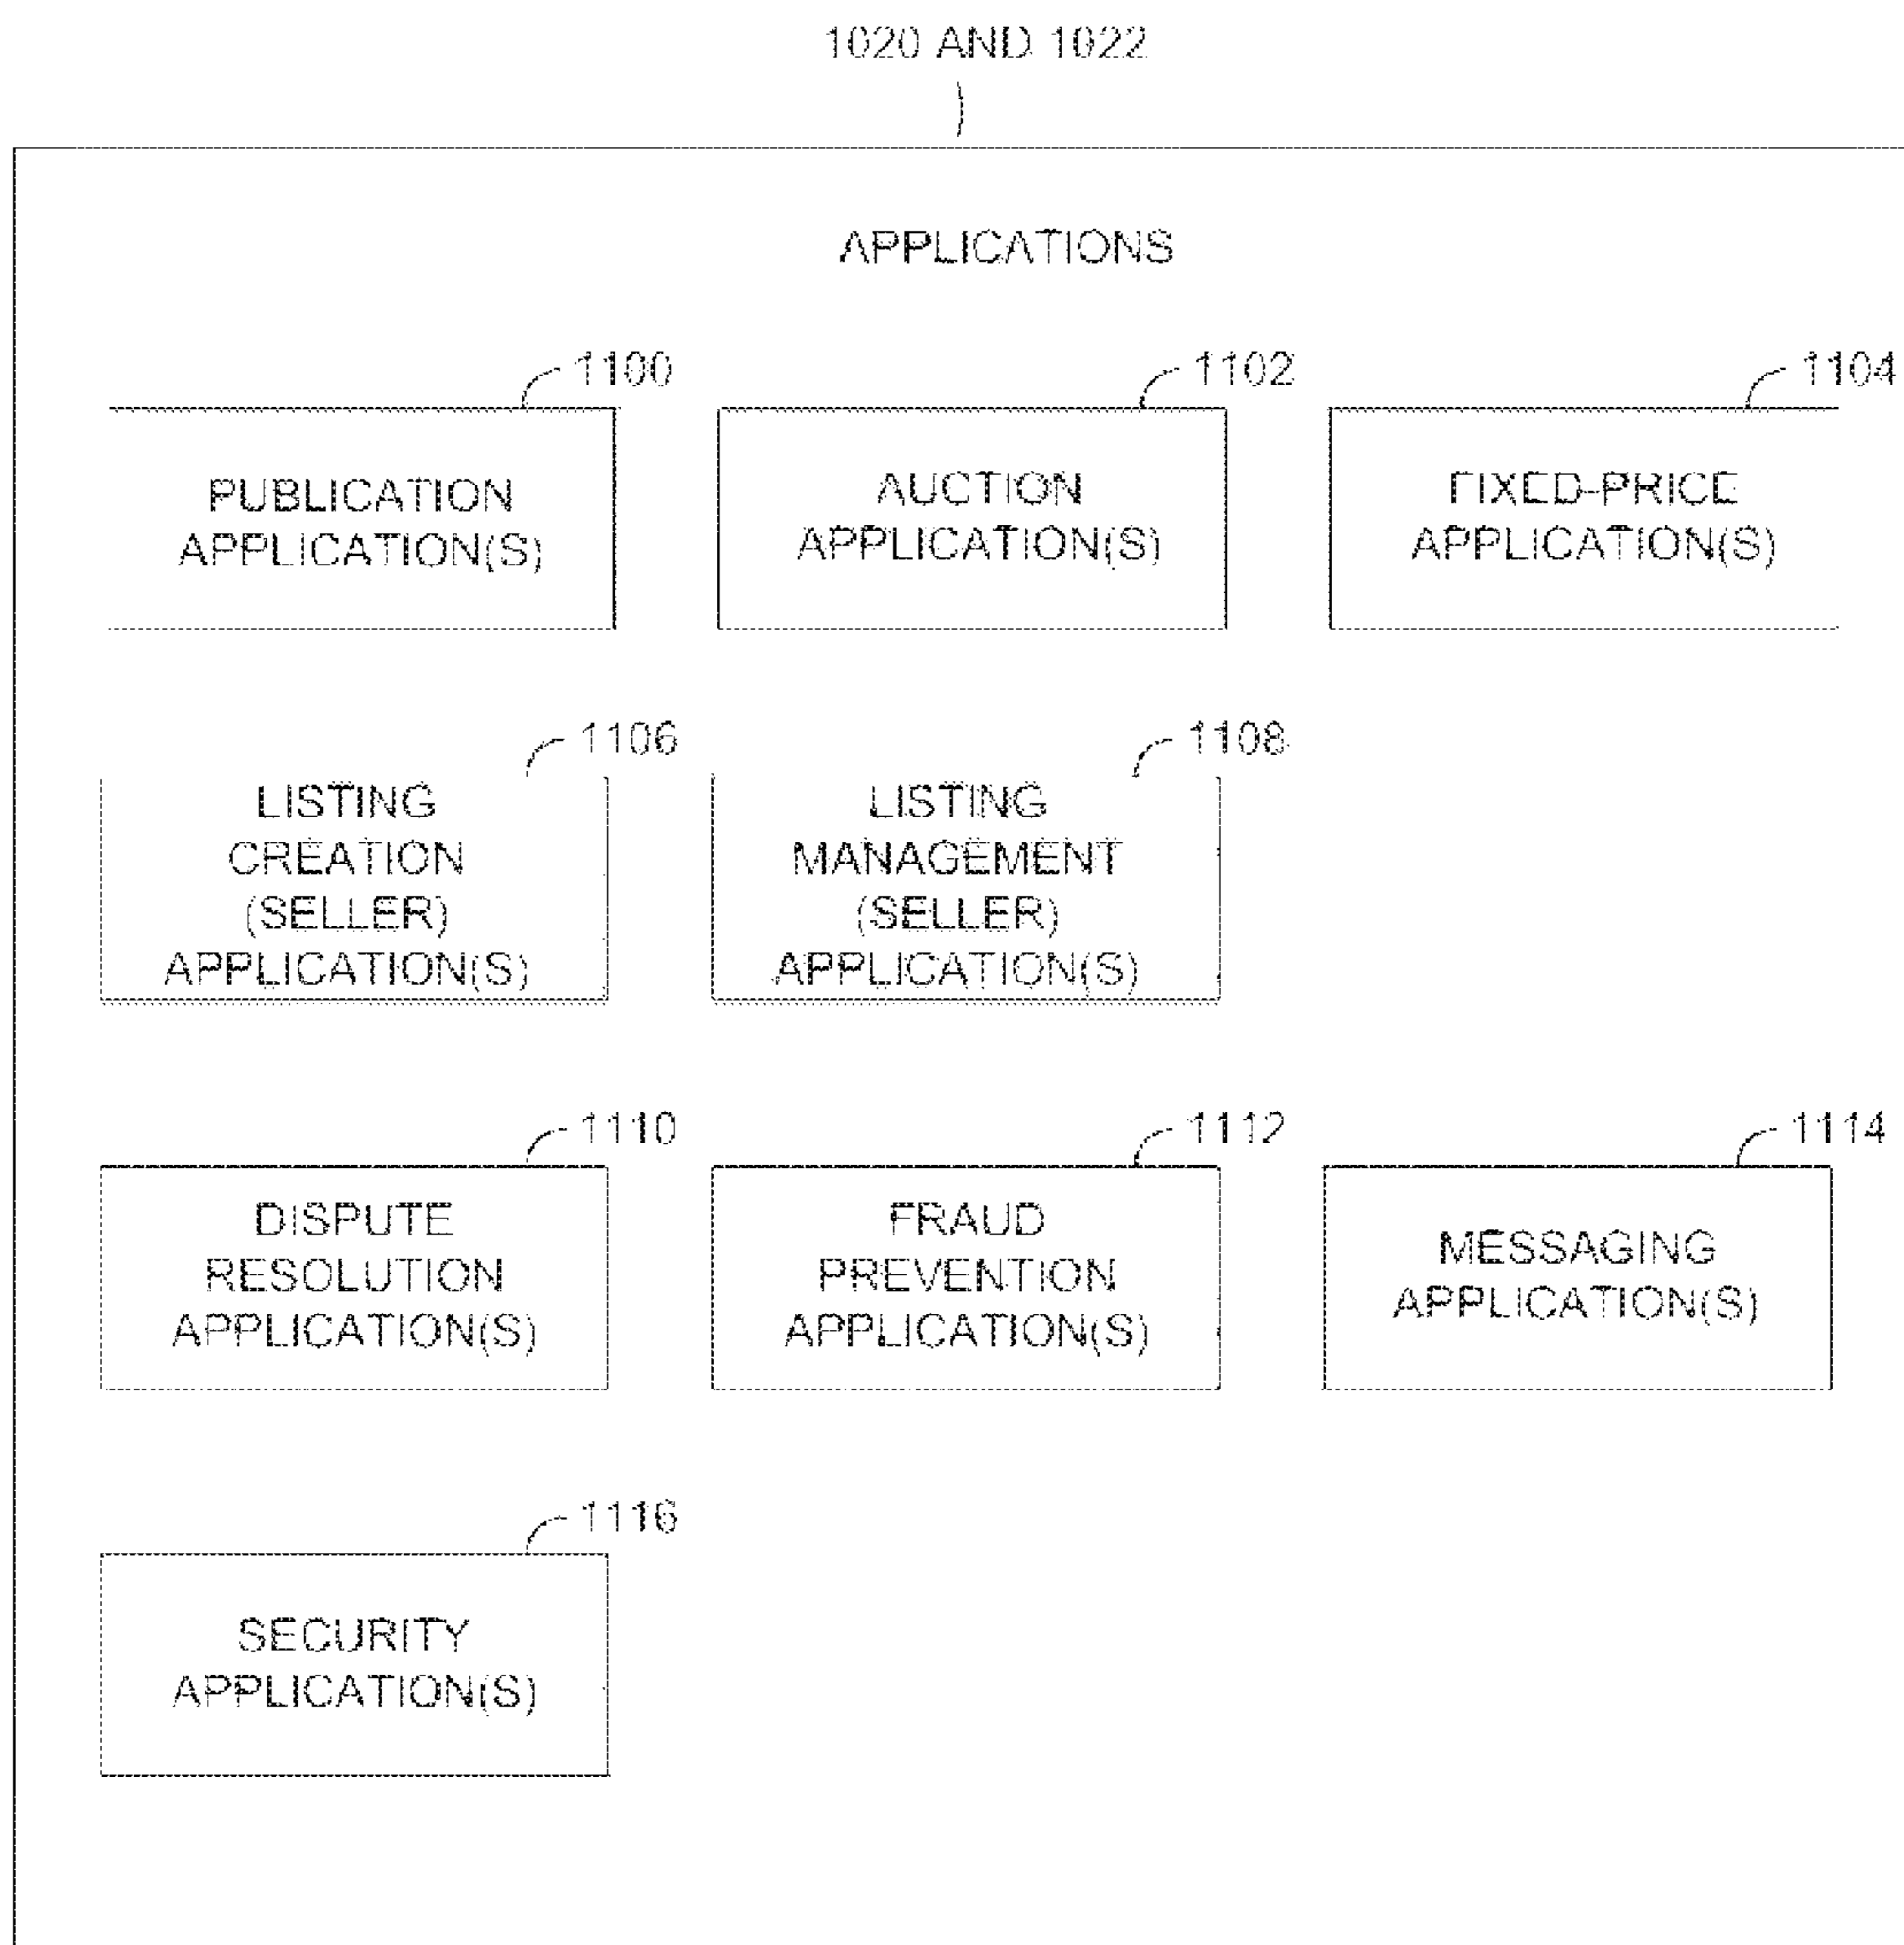 1020 AND 1022
APPLICATIONS
1100
1102
1104
PUBLICATION
APPLICATION(S)
AUCTION
APPLICATION(S)
FIXED-PRICE
APPLICATION(S)
1106
1108
LISTING
CREATION
(SELLER)
APPLICATION(S)
LISTING
MANAGEMENT
(SELLER)
APPLICATION(S)
1110
1112
1114
DISPUTE
RESOLUTION
APPLICATION(S)
FRAUD
PREVENTION
APPLICATION(S)
MESSAGING
APPLICATION(S)
1116
SECURITY
APPLICATION(S)